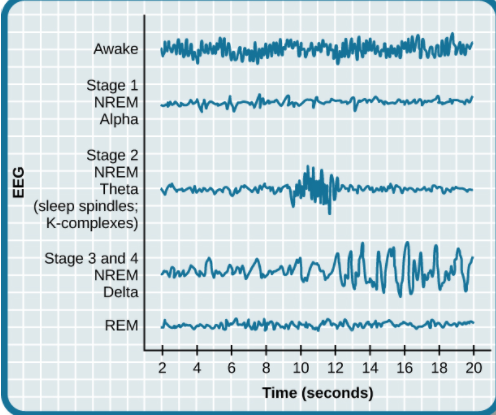 Awake
Stage 1
NREM
Alpha
Stage 2
NREM
Theta
(sleep spindles;
K-complexes)
Stage 3 and 4
NREM
Delta
REM
EEG
2 4 6 8 10 12 14 16 18 20
Time (seconds)